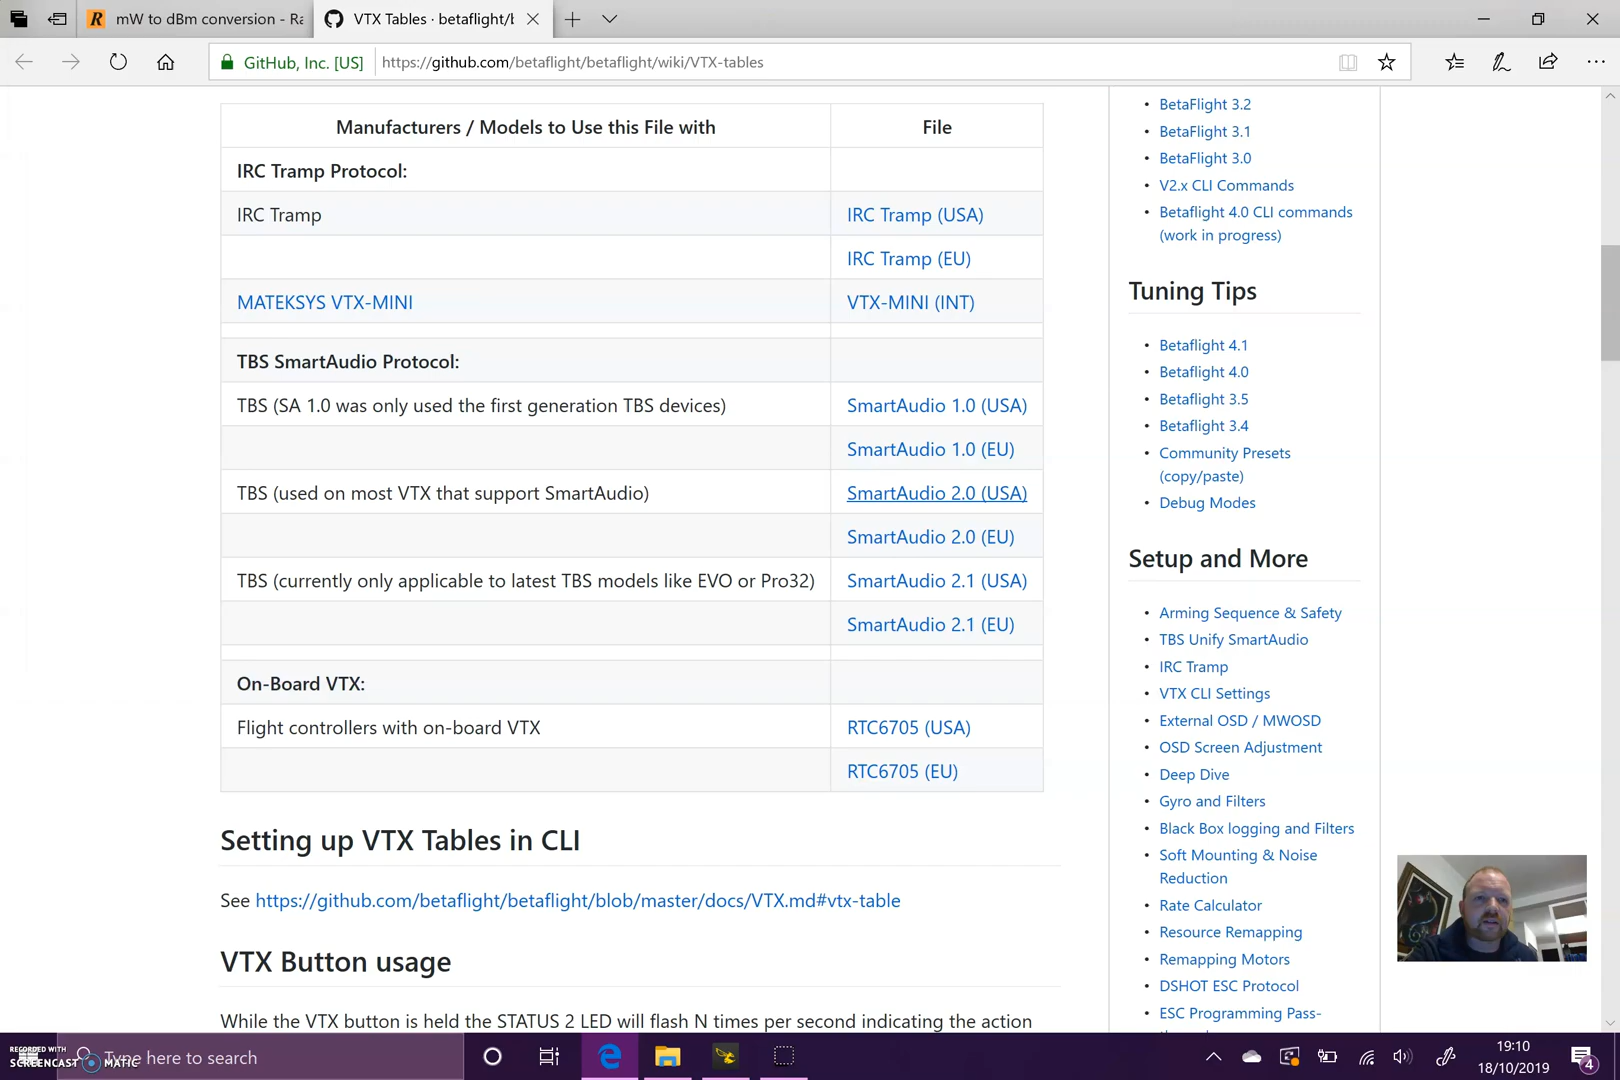 mW to dBm conversion - Ra
VTX Tables · betaflight/b
GitHub, Inc. [US]
https://github.com/betaflight/betaflight/wiki/VTX-tables
Manufacturers / Models to Use this File with
File
IRC Tramp Protocol:
IRC Tramp
IRC Tramp (USA)
IRC Tramp (EU)
MATEKSYS VTX-MINI
VTX-MINI (INT)
TBS SmartAudio Protocol:
TBS (SA 1.0 was only used the first generation TBS devices)
SmartAudio 1.0 (USA)
SmartAudio 1.0 (EU)
TBS (used on most VTX that support SmartAudio)
SmartAudio 2.0 (USA)
SmartAudio 2.0 (EU)
TBS (currently only applicable to latest TBS models like EVO or Pro32)
SmartAudio 2.1 (USA)
SmartAudio 2.1 (EU)
On-Board VTX:
Flight controllers with on-board VTX
RTC6705 (USA)
RTC6705 (EU)
Setting up VTX Tables in CLI
See https://github.com/betaflight/betaflight/blob/master/docs/VTX.md#vtx-table
VTX Button usage
While the VTX button is held the STATUS 2 LED will flash N times per second indicating the action
BetaFlight 3.2
BetaFlight 3.1
BetaFlight 3.0
V2.x CLI Commands
Betaflight 4.0 CLI commands
(work in progress)
Tuning Tips
Betaflight 4.1
Betaflight 4.0
Betaflight 3.5
Betaflight 3.4
Community Presets
(copy/paste)
Debug Modes
Setup and More
Arming Sequence & Safety
TBS Unify SmartAudio
IRC Tramp
VTX CLI Settings
External OSD / MWOSD
OSD Screen Adjustment
Deep Dive
Gyro and Filters
Black Box logging and Filters
Soft Mounting & Noise
Reduction
Rate Calculator
Resource Remapping
Remapping Motors
DSHOT ESC Protocol
ESC Programming Pass-
RECORDED WITH
SCREENCAST MATIC
Type here to search
19:10
18/10/2019
4